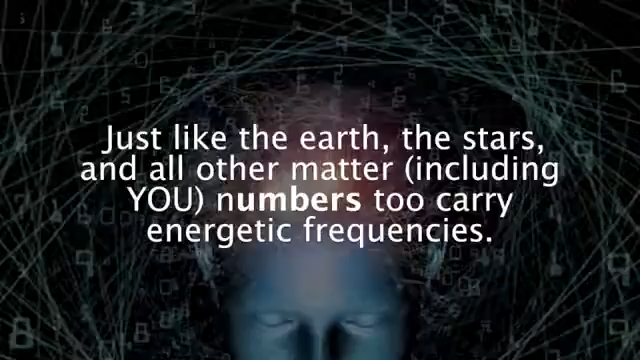 Just like the earth, the stars,
and all other matter (including
YOU) numbers too carry
energetic frequencies.